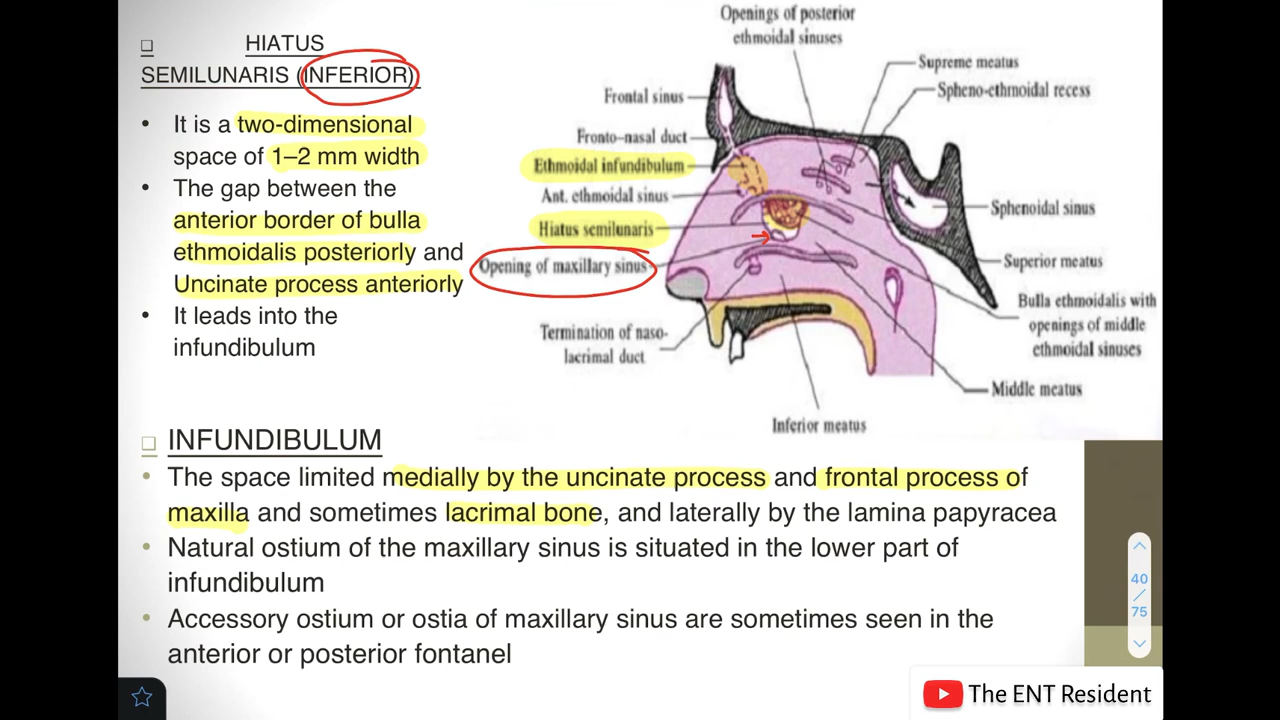 HIATUS
SEMILUNARIS (INFERIOR)
• It is a two-dimensional
space of 1–2 mm width
• The gap between the
anterior border of bulla
ethmoidalis posteriorly and
Uncinate process anteriorly
• It leads into the
infundibulum
Openings of posterior
ethmoidal sinuses
Frontal sinus
Fronto-nasal duct
Ethmoidal infundibulum
Ant. ethmoidal sinus
Hiatus semilunaris
Opening of maxillary sinus
Termination of naso-
lacrimal duct
Inferior meatus
Supreme meatus
Spheno-ethmoidal recess
Sphenoidal sinus
Superior meatus
Bulla ethmoidalis with
openings of middle
ethmoidal sinuses
Middle meatus
INFUNDIBULUM
• The space limited medially by the uncinate process and frontal process of
maxilla and sometimes lacrimal bone, and laterally by the lamina papyracea
• Natural ostium of the maxillary sinus is situated in the lower part of
infundibulum
• Accessory ostium or ostia of maxillary sinus are sometimes seen in the
anterior or posterior fontanel
40
/
75
The ENT Resident